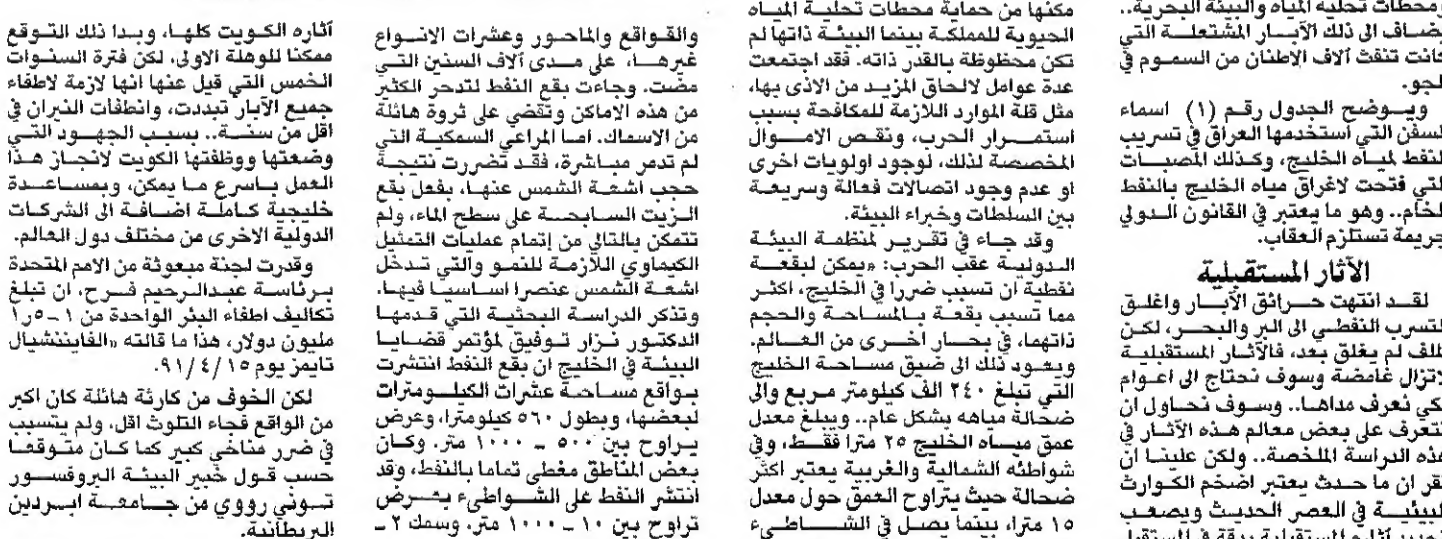 ومحطات تحلية المياه والبيئة البحرية..
يضاف الى ذلك الآبار المشتعلة التي
كانت تنفث آلاف الاطنان من السموم في
الجو.
ويوضح الجدول رقم (١) اسماء
السفن التي استخدمها العراق في تسريب
النفط لمياه الخليج، وكذلك المصبات
التي فتحت لاغراق مياه الخليج بالنفط
الخام.. وهو ما يعتبر في القانون الدولي
جريمة تستلزم العقاب.
الآثار المستقبلية
لقد انتهت حرائق الآبار واغلق
التسرب النفطي الى البر والبحر، لكن
الملف لم يغلق بعد، فالآثار المستقبلية
لاتزال غامضة وسوف نحتاج الى اعوام
لكي نعرف مداها.. وسوف نحاول ان
نتعرف على بعض معالم هذه الآثار في
هذه الدراسة الملخصة.. ولكن علينا ان
نقر ان ما حدث يعتبر اضخم الكوارث
البيئية في العصر الحديث ويصعب
تحديد آثاره المستقبلية بدقة في المستقبل
مكنها من حماية محطات تحلية المياه
الحيوية للمملكة بينما البيئة ذاتها لم
تكن محظوظة بالقدر ذاته. فقد اجتمعت
عدة عوامل لالحاق المزيد من الاذى بها،
مثل قلة الموارد اللازمة للمكافحة بسبب
استمرار الحرب، ونقص الاموال
المخصصة لذلك، لوجود اولويات اخرى
او عدم وجود اتصالات فعالة وسريعة
بين السلطات وخبراء البيئة.
وقد جاء في تقرير لمنظمة البيئة
الدولية عقب الحرب: «يمكن لبقعة
نفطية ان تسبب ضررا في الخليج، اكثر
مما تسبب بقعة بالمساحة والحجم
ذاتهما، في بحار اخرى من العالم.
ويعود ذلك الى ضيق مساحة الخليج
التي تبلغ ٢٤٠ الف كيلومتر مربع والى
ضحالة مياهه بشكل عام.. ويبلغ معدل
عمق مياه الخليج ٢٥ مترا فقط، وفي
شواطئه الشمالية والغربية يعتبر اكثر
ضحالة حيث يتراوح العمق حول معدل
١٥ مترا، بينما يصل في الشاطيء
والقواقع والماحور وعشرات الانواع
غيرها، على مدى آلاف السنين التي
مضت. وجاءت بقع النفط لتدحر الكثير
من هذه الاماكن وتقضي على ثروة هائلة
من الاسماك. اما المراعي السمكية التي
لم تدمر مباشرة، فقد تضررت نتيجة
حجب اشعة الشمس عنها، بفعل بقع
الزيت السابحة على سطح الماء، ولم
تتمكن بالتالي من إتمام عمليات التمثيل
الكيماوي اللازمة للنمو والتي تدخل
اشعة الشمس عنصرا اساسيا فيها.
وتذكر الدراسة البحثية التي قدمها
الدكتور نزار توفيق لمؤتمر قضايا
البيئة في الخليج ان بقع النفط انتشرت
بواقع مساحة عشرات الكيلومترات
لبعضها، وبطول ٥٦٠ كيلومترا، وعرض
يراوح بين ٥٠٠ ـ ١٠٠٠ متر. وكان
بعض المناطق مغطى تماما بالنفط، وقد
انتشر النفط على الشواطيء بعرض
تراوح بين ١٠ ـ ١٠٠٠ متر. وسمك ٢ ـ
آثاره الكويت كلها، وبدا ذلك التوقع
ممكنا للوهلة الاولى، لكن فترة السنوات
الخمس التي قيل عنها انها لازمة لاطفاء
جميع الآبار تبددت، وانطفأت النيران في
اقل من سنة.. بسبب الجهود التي
وضعتها ووظفتها الكويت لانجاز هذا
العمل باسرع ما يمكن، وبمساعدة
خليجية كاملة اضافة الى الشركات
الدولية الاخرى من مختلف دول العالم.
وقدرت لجنة مبعوثة من الامم المتحدة
برئاسة عبدالرحيم فرح، ان تبلغ
تكاليف اطفاء البئر الواحدة من ١ ـ ١٫٥
مليون دولار، هذا ما قالته «الفايننشيال
تايمز يوم ١٥ /٤ /٩١.
لكن الخوف من كارثة هائلة كان اكبر
من الواقع فجاء التلوث اقل، ولم يتسبب
في ضرر مناخي كبير كما كان متوقعا
حسب قول خبير البيئة البروفسور
توني رووي من جامعة ابردين
البريطانية.